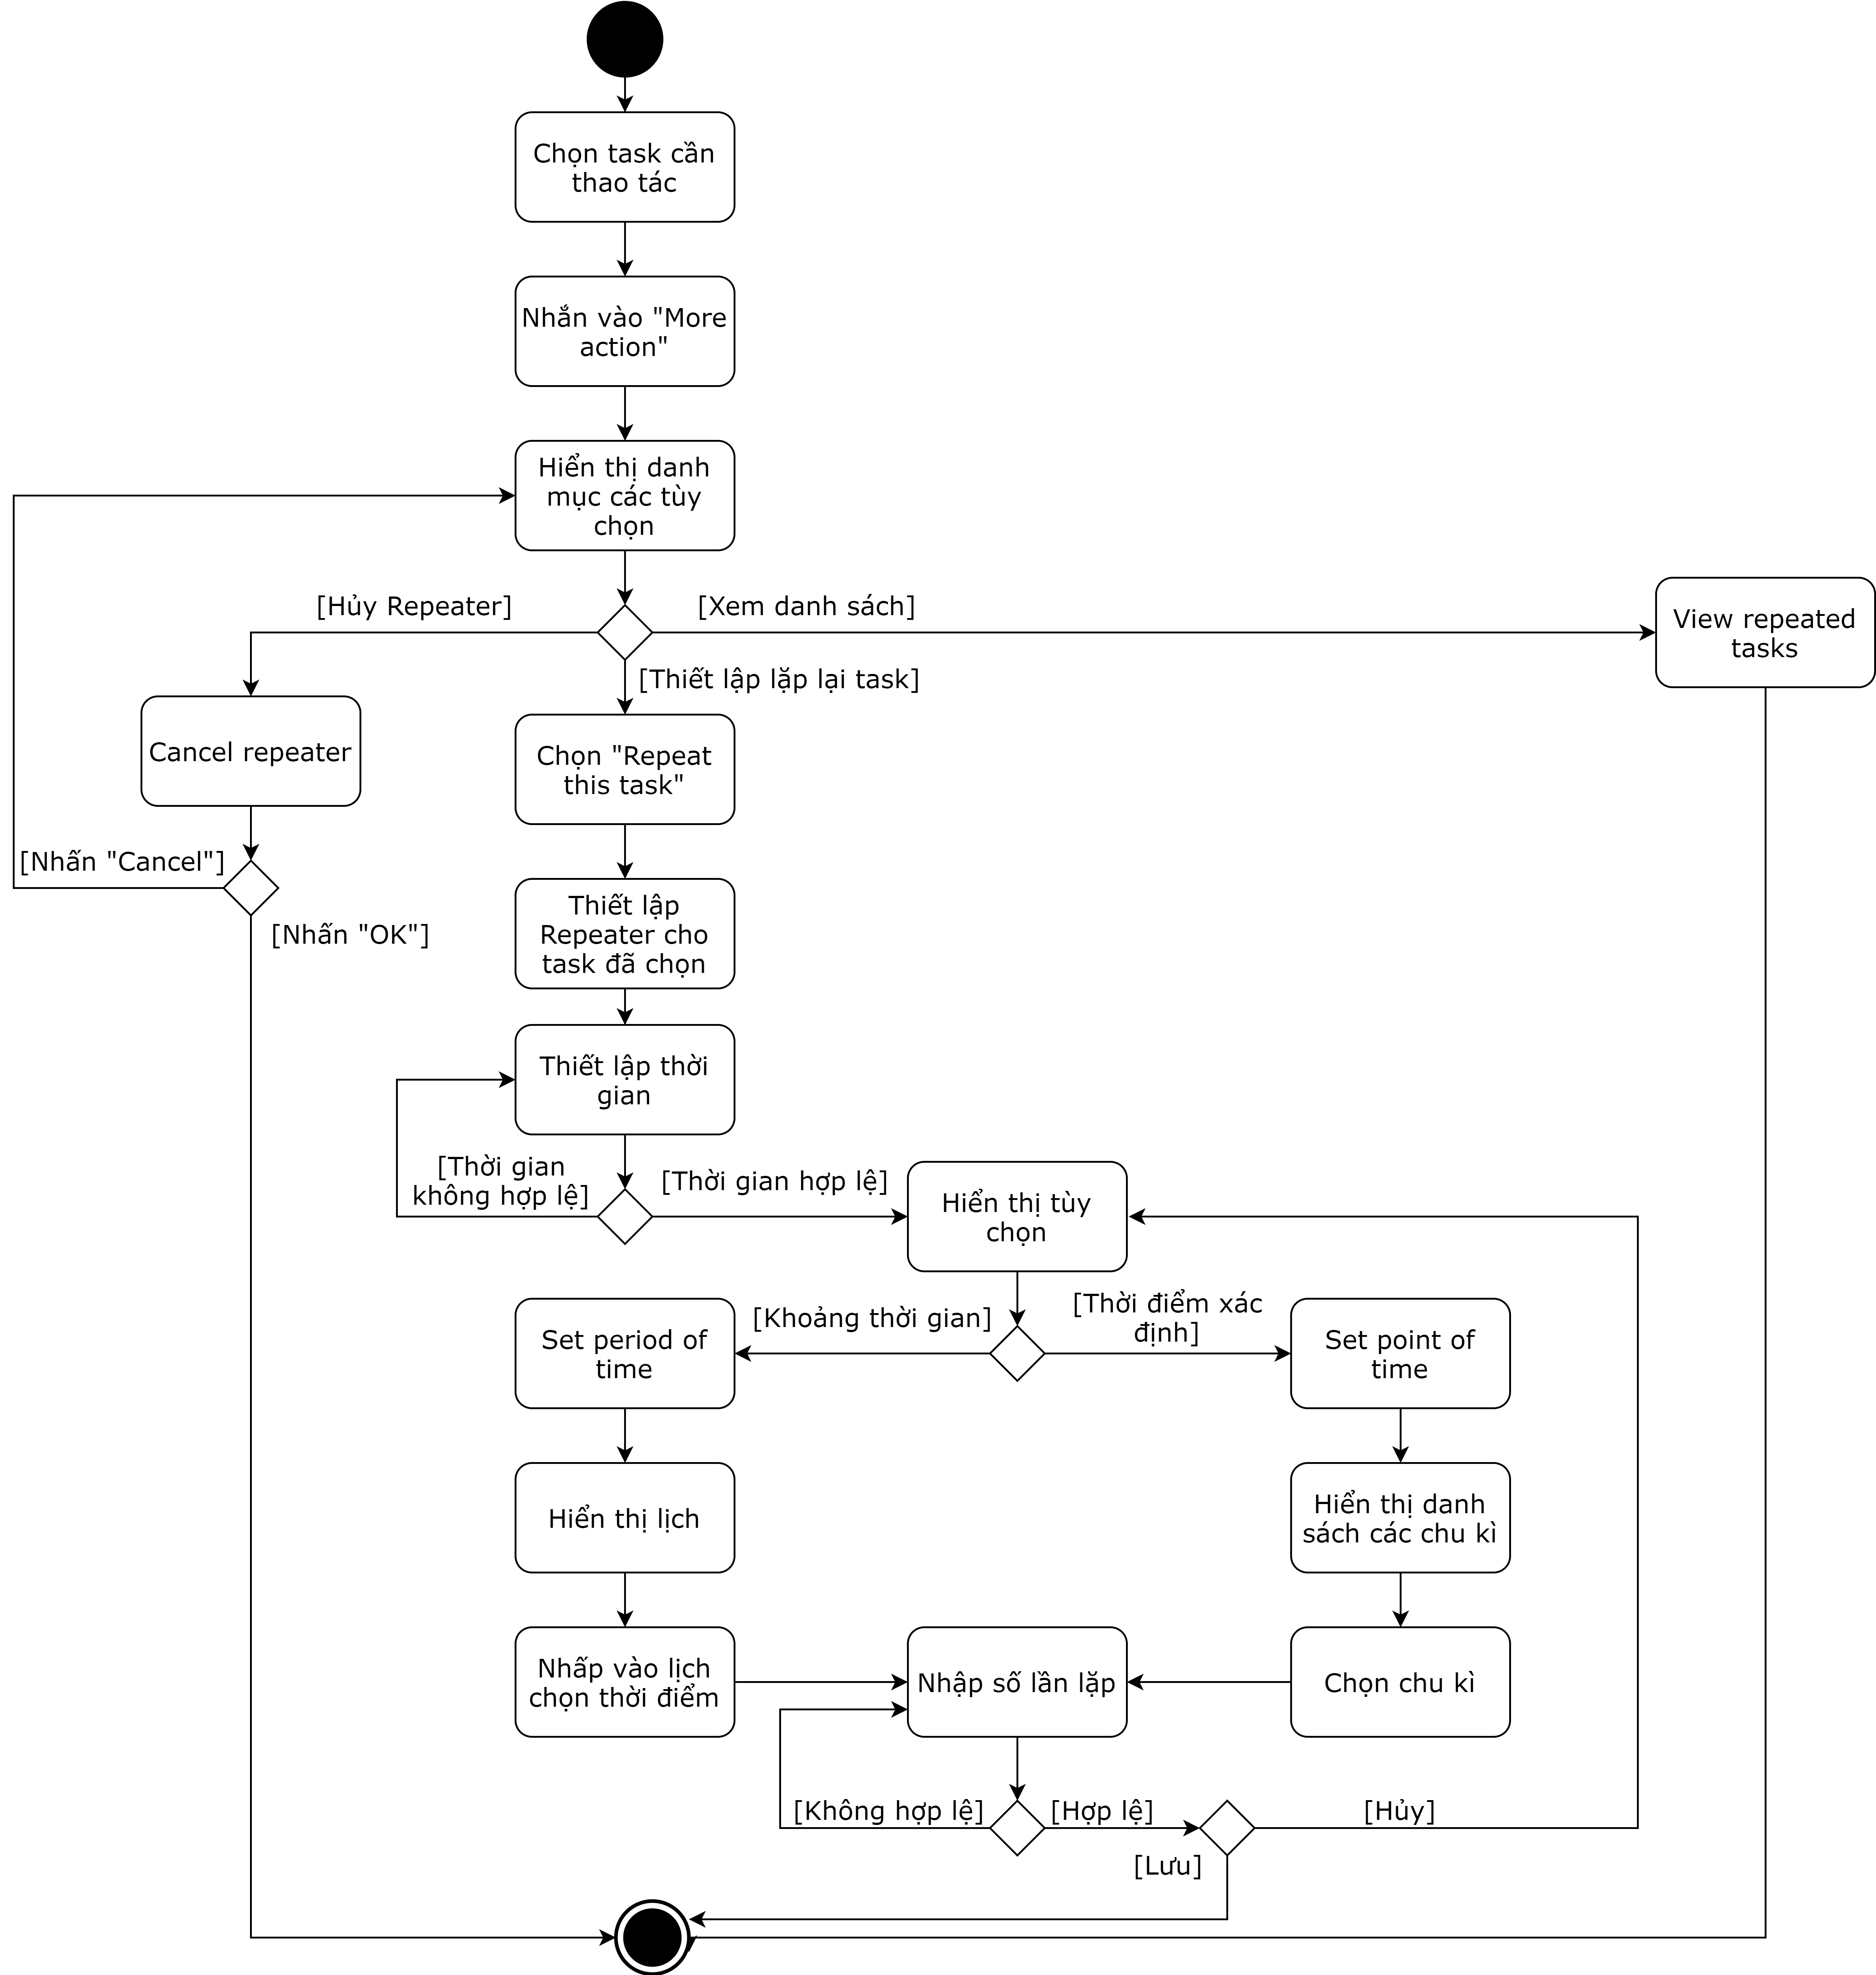 Chọn task cần
thao tác
Nhắn vào "More
action"
Hiển thị danh
mục các tùy
chọn
[Hủy Repeater]
[Xem danh sách]
View repeated
tasks
[Thiết lập lặp lại task]
Cancel repeater
Chọn "Repeat
this task"
[Nhấn "Cancel"]
[Nhấn "OK"]
Thiết lập
Repeater cho
task đã chọn
Thiết lập thời
gian
[Thời gian
không hợp lệ]
[Thời gian hợp lệ]
Hiển thị tùy
chọn
[Khoảng thời gian]
[Thời điểm xác
định]
Set period of
time
Set point of
time
Hiển thị lịch
Hiển thị danh
sách các chu kì
Nhấp vào lịch
chọn thời điểm
Nhập số lần lặp
Chọn chu kì
[Không hợp lệ]
[Hợp lệ]
[Hủy]
[Lưu]